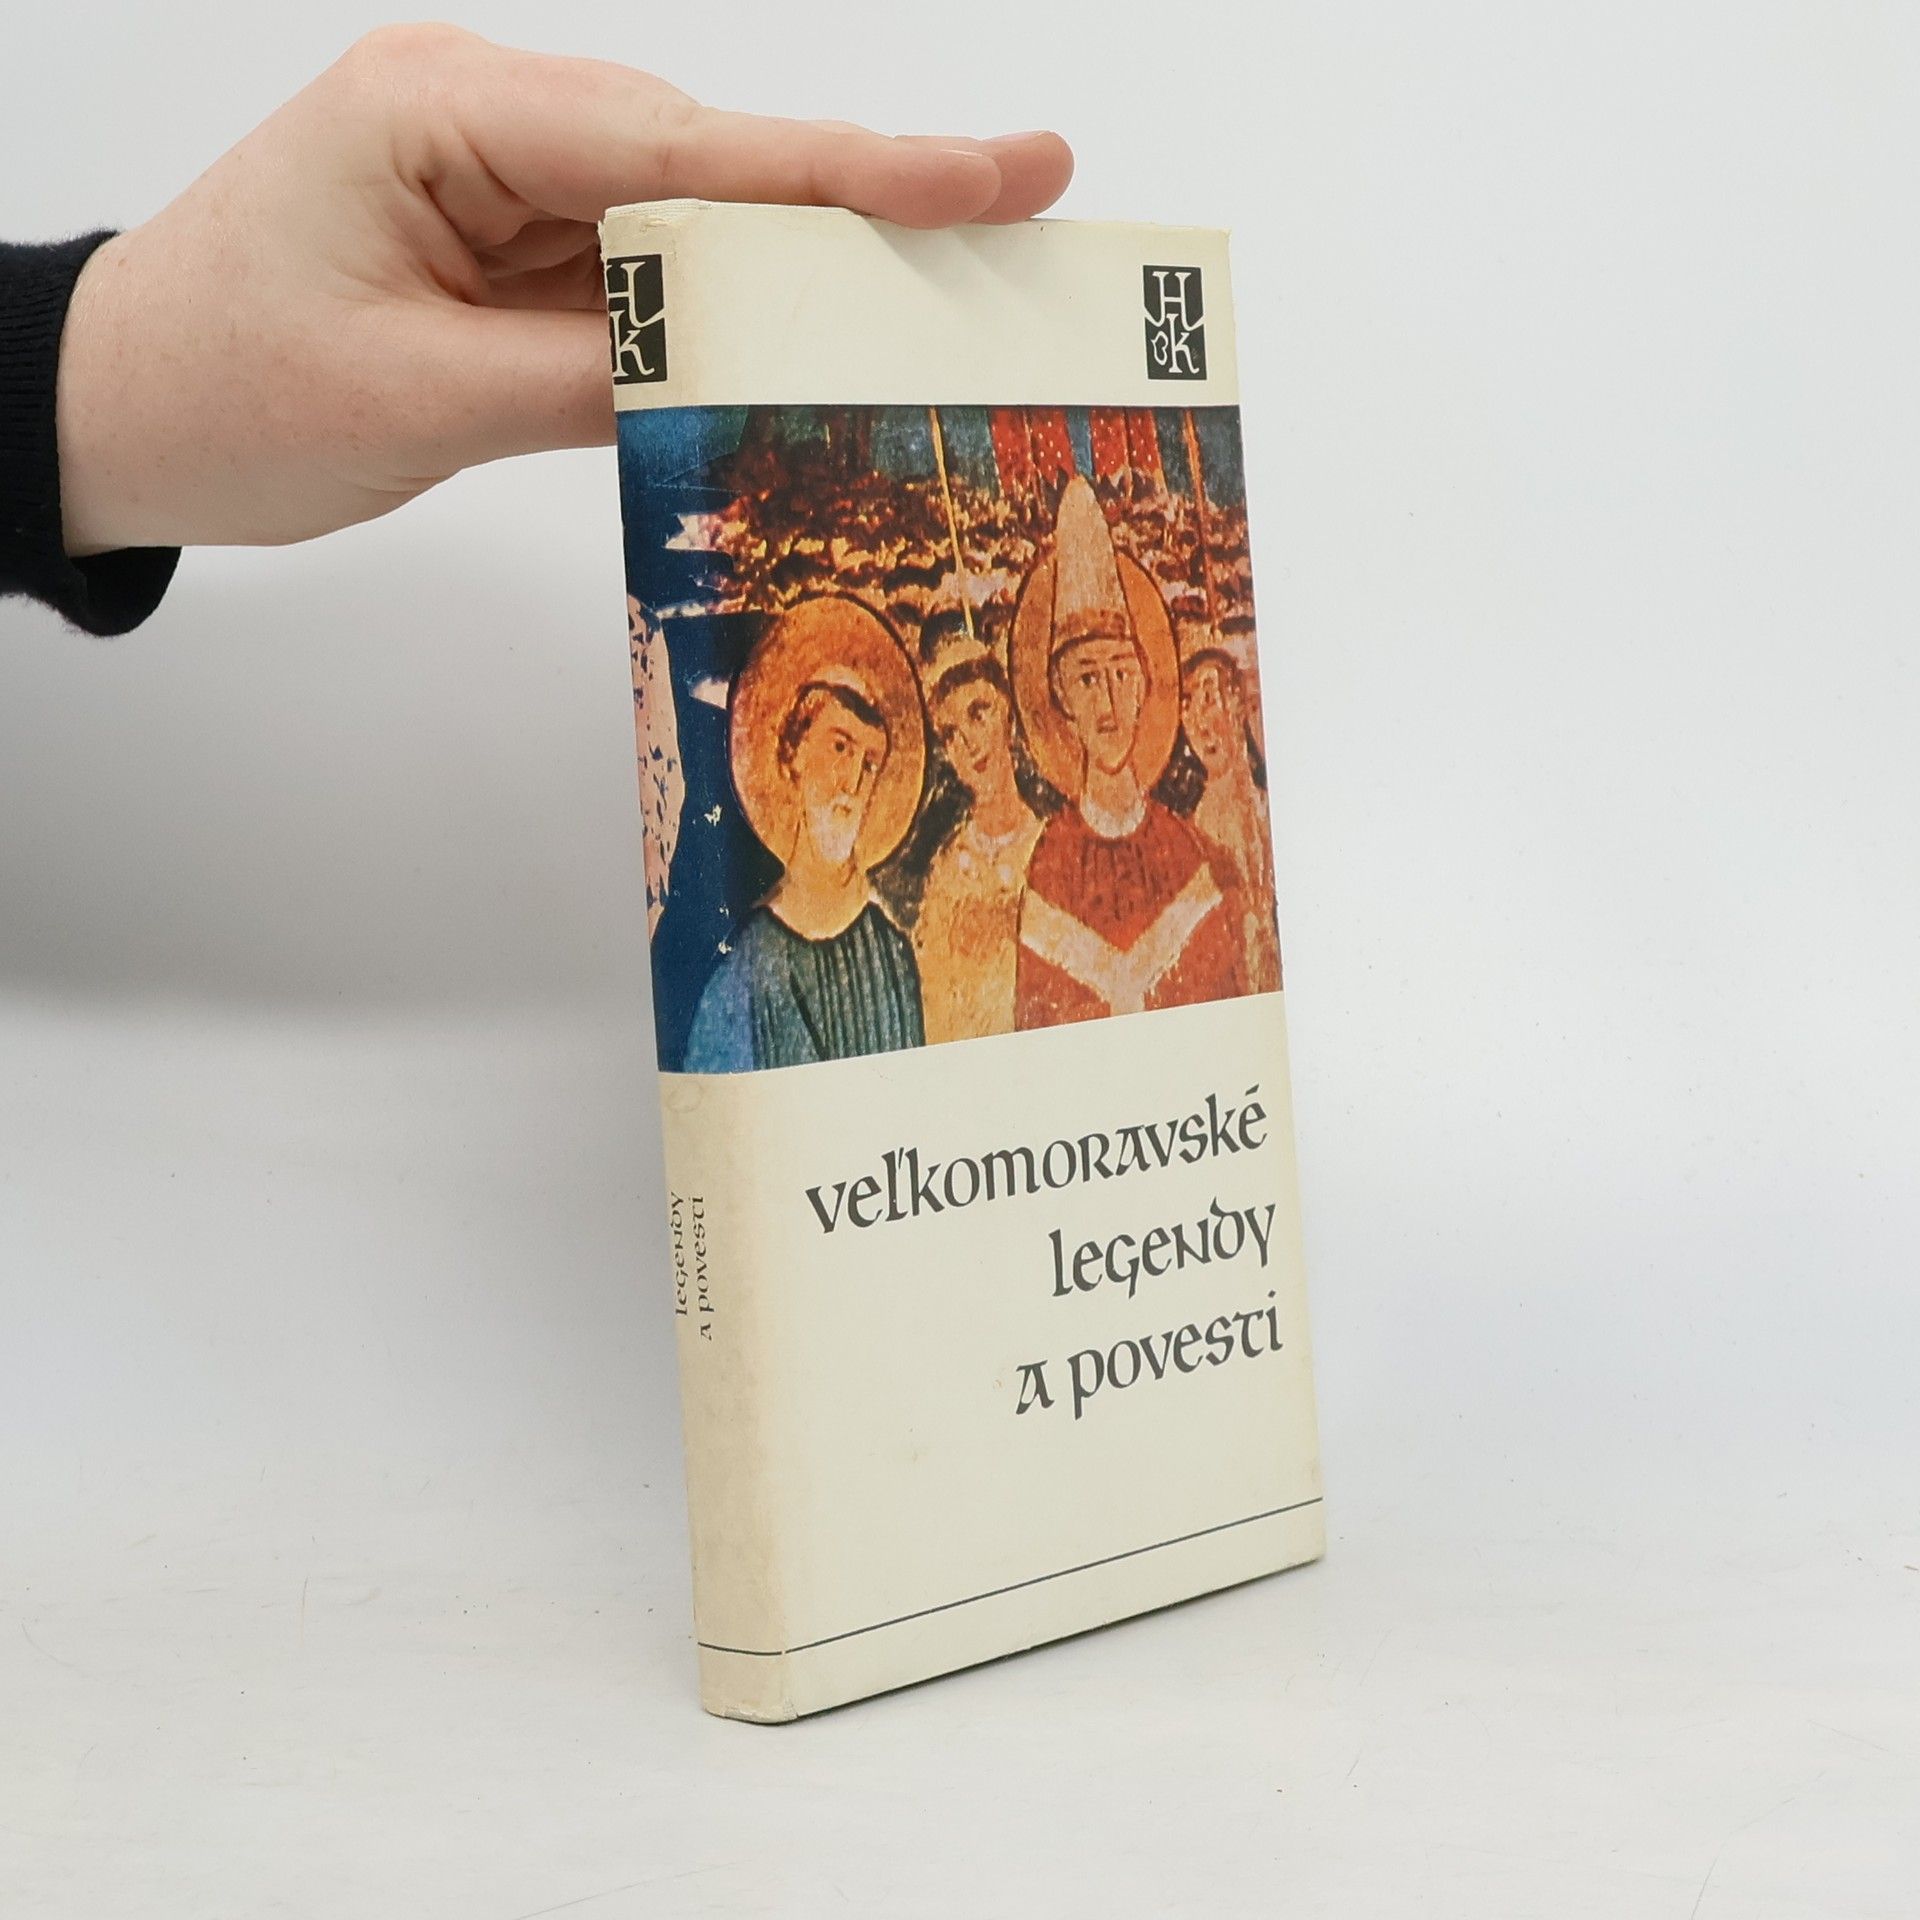 H
k
H
k
veľkomoravské
legendy
a povesti
legendy
a povesti